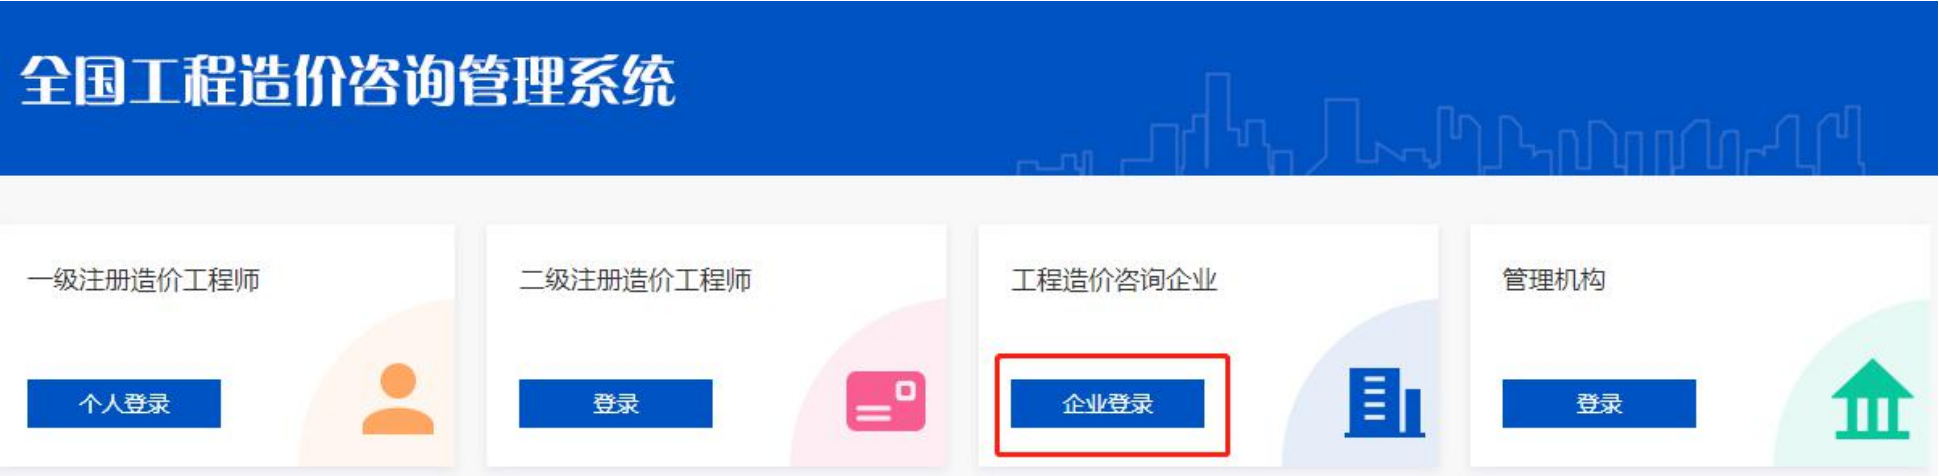 全国工程造价咨询管理系统
一级注册造价工程师
个人登录
二级注册造价工程师
登录
工程造价咨询企业
企业登录
管理机构
登录